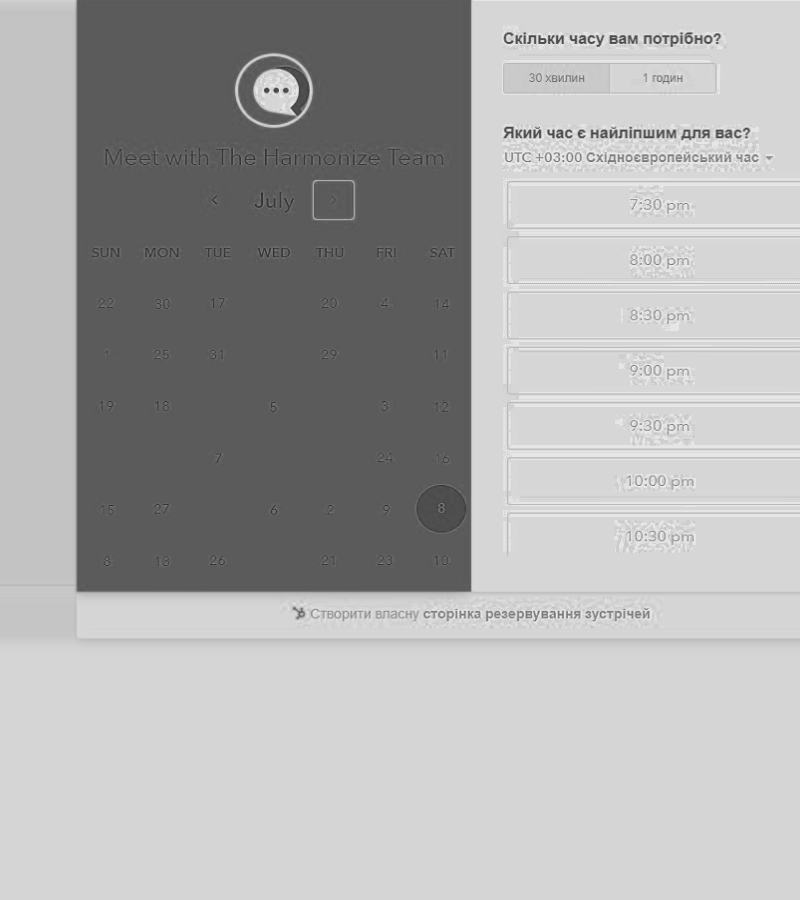 Meet with The Harmonize Team
July
SUN MON TUE WED THU FRI SAT
22 30 17 20 4 14
25 31 29 11
19 18 5 3 12
7 24 16
15 27 6 2 9 8
8 13 26 21 23 10
Скільки часу вам потрібно?
30 хвилин 1 годин
Який час є найліпшим для вас?
UTC +03:00 Східноєвропейський час
7:30 pm
8:00 pm
8:30 pm
9:00 pm
9:30 pm
10:00 pm
10:30 pm
Створити власну сторінка резервування зустрічей